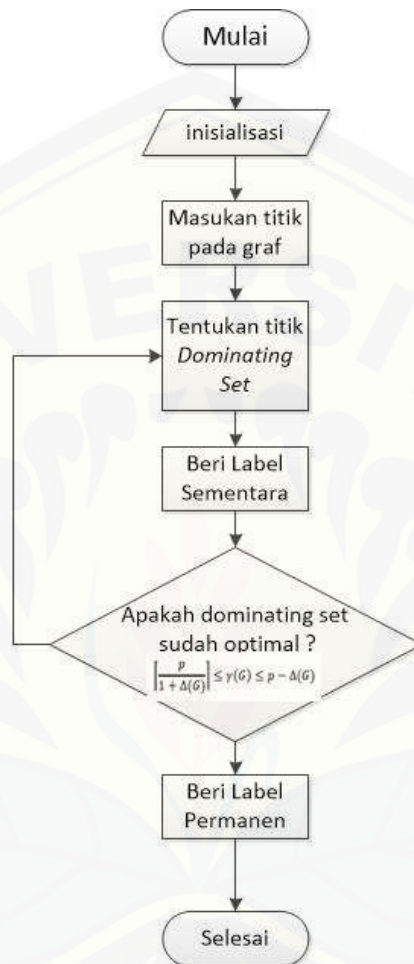 Mulai
inisialisasi
Masukan titik
pada graf
Tentukan titik
Dominating
Set
Beri Label
Sementara
Apakah dominating set
sudah optimal ?
⌈p / (1 + Δ(G))⌉ ≤ γ(G) ≤ p − Δ(G)
Beri Label
Permanen
Selesai
VERSI